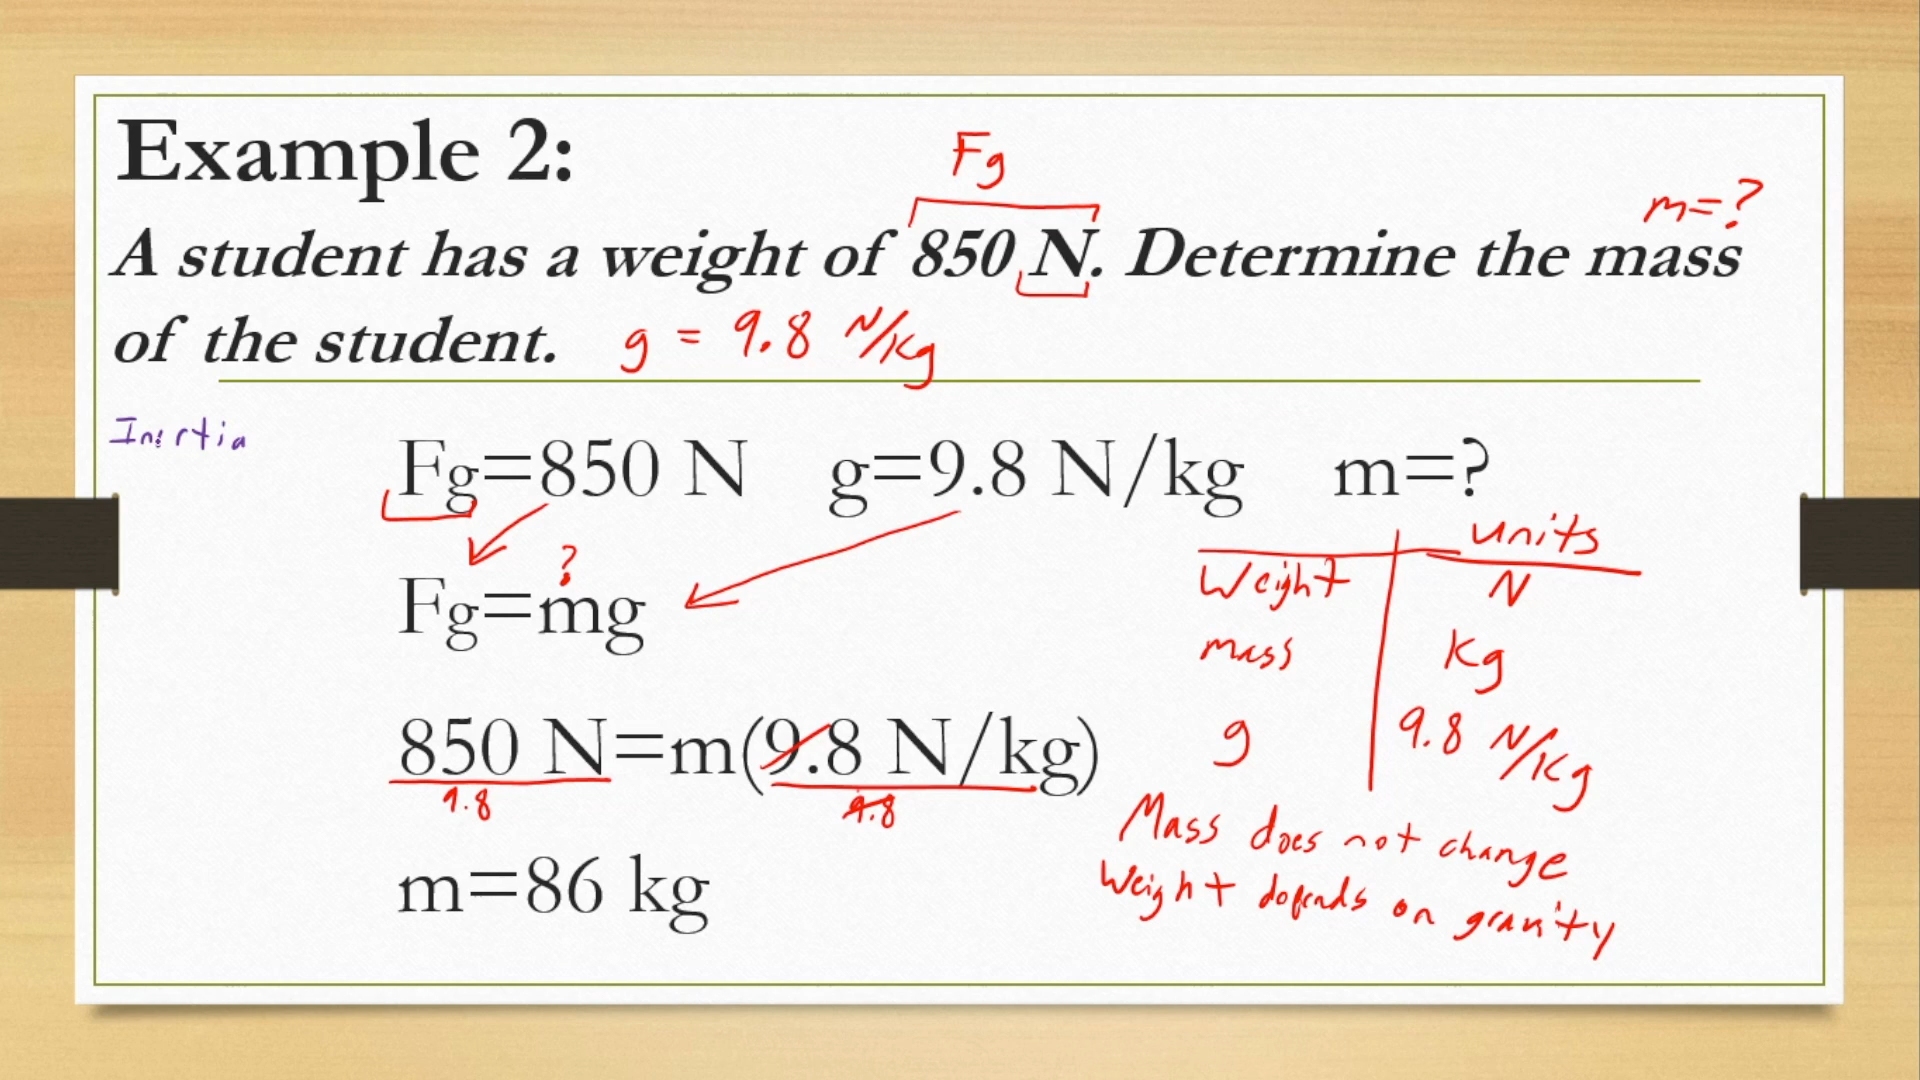 Example 2:
Fg
m=?
A student has a weight of 850 N. Determine the mass
of the student. g = 9.8 N/kg
Inertia
Fg=850 N g=9.8 N/kg m=?
units
?
Weight N
Fg=mg
mass kg
g 9.8 N/kg
850 N=m(9.8 N/kg)
9.8 9.8
Mass does not change
m=86 kg
Weight depends on gravity